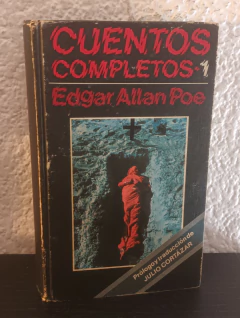 CUENTOS
COMPLETOS-1
Edgar Allan Poe
Prólogo y traducción de
JULIO CORTÁZAR